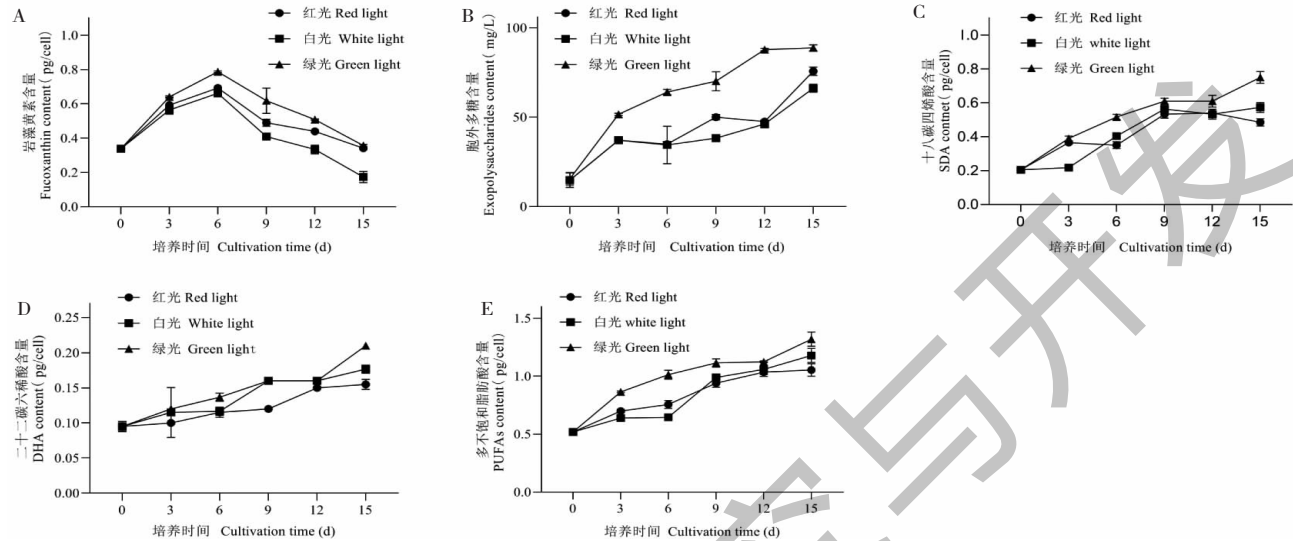 A
红光 Red light
白光 White light
绿光 Green light
岩藻黄素含量
Fucoxanthin content ( pg/cell)
1.0
0.8
0.6
0.4
0.2
0.0
0 3 6 9 12 15
培养时间 Cultivation time (d)
B
红光 Red light
白光 White light
绿光 Green light
胞外多糖含量
Exopolysaccharides content( mg/L)
100
50
0
0 3 6 9 12 15
培养时间 Cultivation time (d)
C
红光 Red light
白光 white light
绿光 Green light
十八碳四烯酸含量
SDA contnet( pg/cell)
1.0
0.8
0.6
0.4
0.2
0.0
0 3 6 9 12 15
培养时间 Cultivation time (d)
D
红光 Red light
白光 White light
绿光 Green light
二十二碳六稀酸含量
DHA content( pg/cell)
0.25
0.20
0.15
0.10
0.05
0.00
0 3 6 9 12 15
培养时间 Cultivation time (d)
E
红光 Red light
白光 white light
绿光 Green light
多不饱和脂肪酸含量
PUFAs content( pg/cell)
1.5
1.0
0.5
0.0
0 3 6 9 12 15
培养时间 Cultivation time (d)
与开发